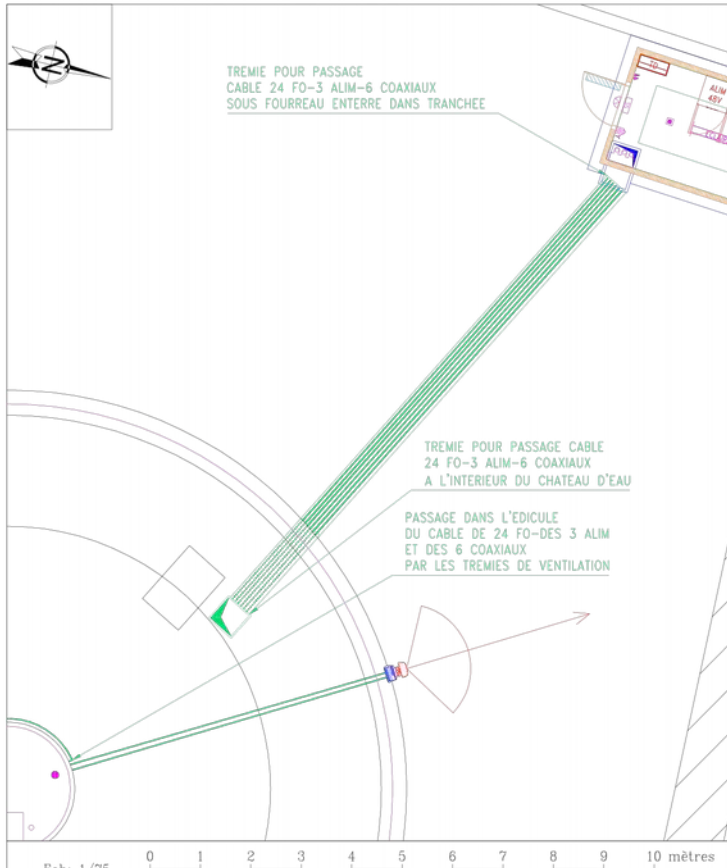 N
TREMIE POUR PASSAGE
CABLE 24 FO-3 ALIM-6 COAXIAUX
SOUS FOURREAU ENTERRE DANS TRANCHEE
TD
ALIM
48V
TREMIE POUR PASSAGE CABLE
24 FO-3 ALIM-6 COAXIAUX
A L'INTERIEUR DU CHATEAU D'EAU
PASSAGE DANS L'EDICULE
DU CABLE DE 24 FO-DES 3 ALIM
ET DES 6 COAXIAUX
PAR LES TREMIES DE VENTILATION
0 1 2 3 4 5 6 7 8 9 10 mètres